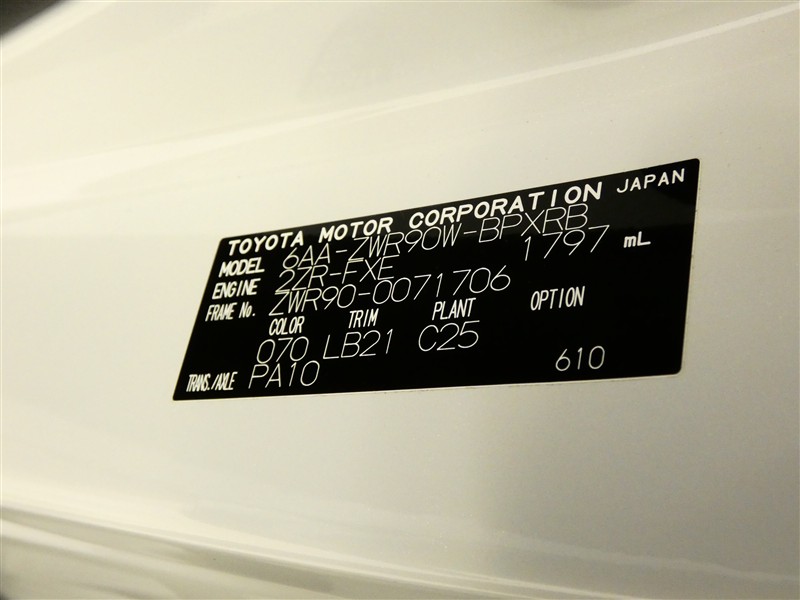 TOYOTA MOTOR CORPORATION JAPAN
MODEL 6AA-ZWR90W-BPXRB
ENGINE 2ZR-FXE 1797 mL
FRAME No. ZWR90-0071706
COLOR TRIM PLANT OPTION
070 LB21 C25
TRANS./AXLE PA10 610